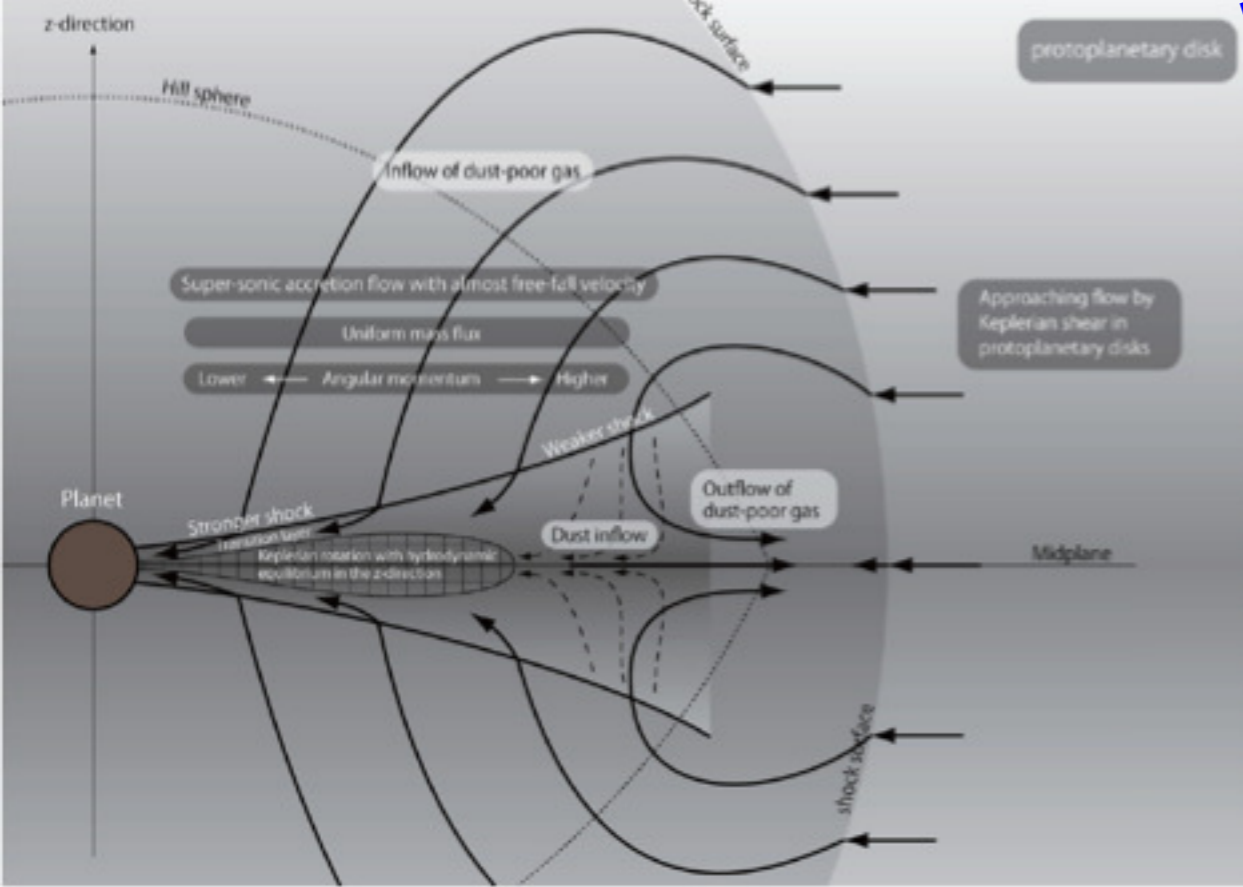 z-direction
ock surface
protoplanetary disk
Hill sphere
Inflow of dust-poor gas
Super-sonic accretion flow with almost free-fall velocity
Uniform mass flux
Lower Angular momentum Higher
Approaching flow by
Keplerian shear in
protoplanetary disks
Weaker shock
Planet
Outflow of
dust-poor gas
Stronger shock
Transition layer
Dust inflow
Keplerian rotation with hydrodynamic
equilibrium in the z-direction
Midplane
shock surface